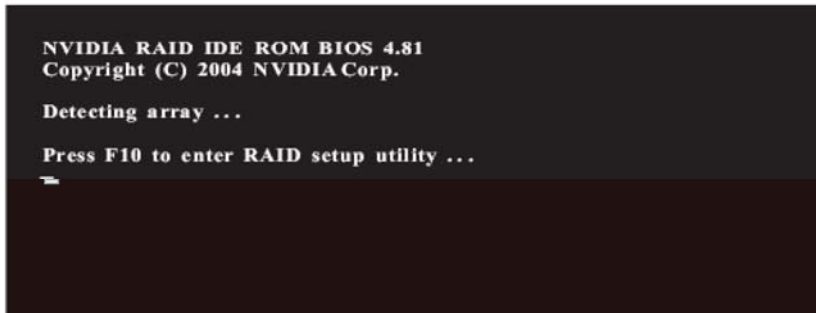 NVIDIA RAID IDE ROM BIOS 4.81
Copyright (C) 2004 NVIDIA Corp.
Detecting array ...
Press F10 to enter RAID setup utility ...